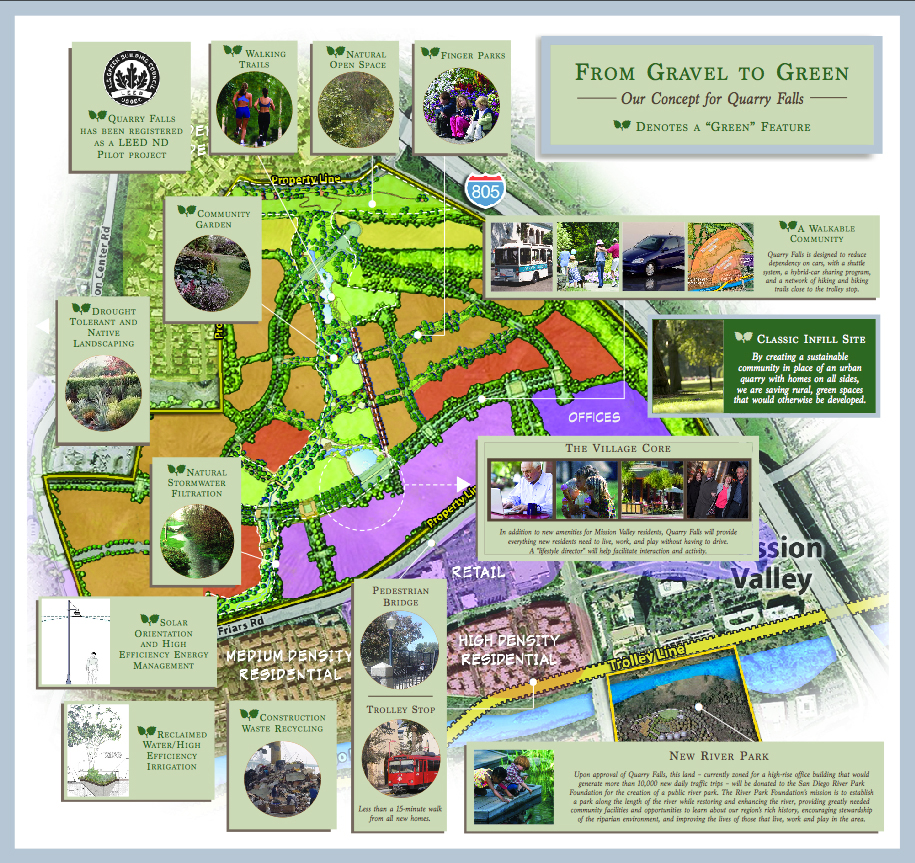 U.S. GREEN BUILDING COUNCIL
LEED
USGBC
QUARRY FALLS
HAS BEEN REGISTERED
AS A LEED ND
PILOT PROJECT
WALKING
TRAILS
NATURAL
OPEN SPACE
FINGER PARKS
FROM GRAVEL TO GREEN
Our Concept for Quarry Falls
DENOTES A “GREEN” FEATURE
Property Line
805
COMMUNITY
GARDEN
A WALKABLE
COMMUNITY
Quarry Falls is designed to reduce
dependency on cars, with a shuttle
system, a hybrid-car sharing program,
and a network of hiking and biking
trails close to the trolley stop.
on Center Rd
DROUGHT
TOLERANT AND
NATIVE
LANDSCAPING
CLASSIC INFILL SITE
By creating a sustainable
community in place of an urban
quarry with homes on all sides,
we are saving rural, green spaces
that would otherwise be developed.
OFFICES
THE VILLAGE CORE
In addition to new amenities for Mission Valley residents, Quarry Falls will provide
everything new residents need to live, work, and play without having to drive.
A “lifestyle director” will help facilitate interaction and activity.
NATURAL
STORMWATER
FILTRATION
Property Lin
ssion
Valley
RETAIL
SOLAR
ORIENTATION
AND HIGH
EFFICIENCY ENERGY
MANAGEMENT
Friars Rd
PEDESTRIAN
BRIDGE
MEDIUM DENSITY
RESIDENTIAL
HIGH DENSITY
RESIDENTIAL
Trolley Line
RECLAIMED
WATER/HIGH
EFFICIENCY
IRRIGATION
CONSTRUCTION
WASTE RECYCLING
TROLLEY STOP
Less than a 15-minute walk
from all new homes.
NEW RIVER PARK
Upon approval of Quarry Falls, this land – currently zoned for a high-rise office building that would
generate more than 10,000 new daily traffic trips – will be donated to the San Diego River Park
Foundation for the creation of a public river park. The River Park Foundation's mission is to establish
a park along the length of the river while restoring and enhancing the river, providing greatly needed
community facilities and opportunities to learn about our region's rich history, encouraging stewardship
of the riparian environment, and improving the lives of those that live, work and play in the area.